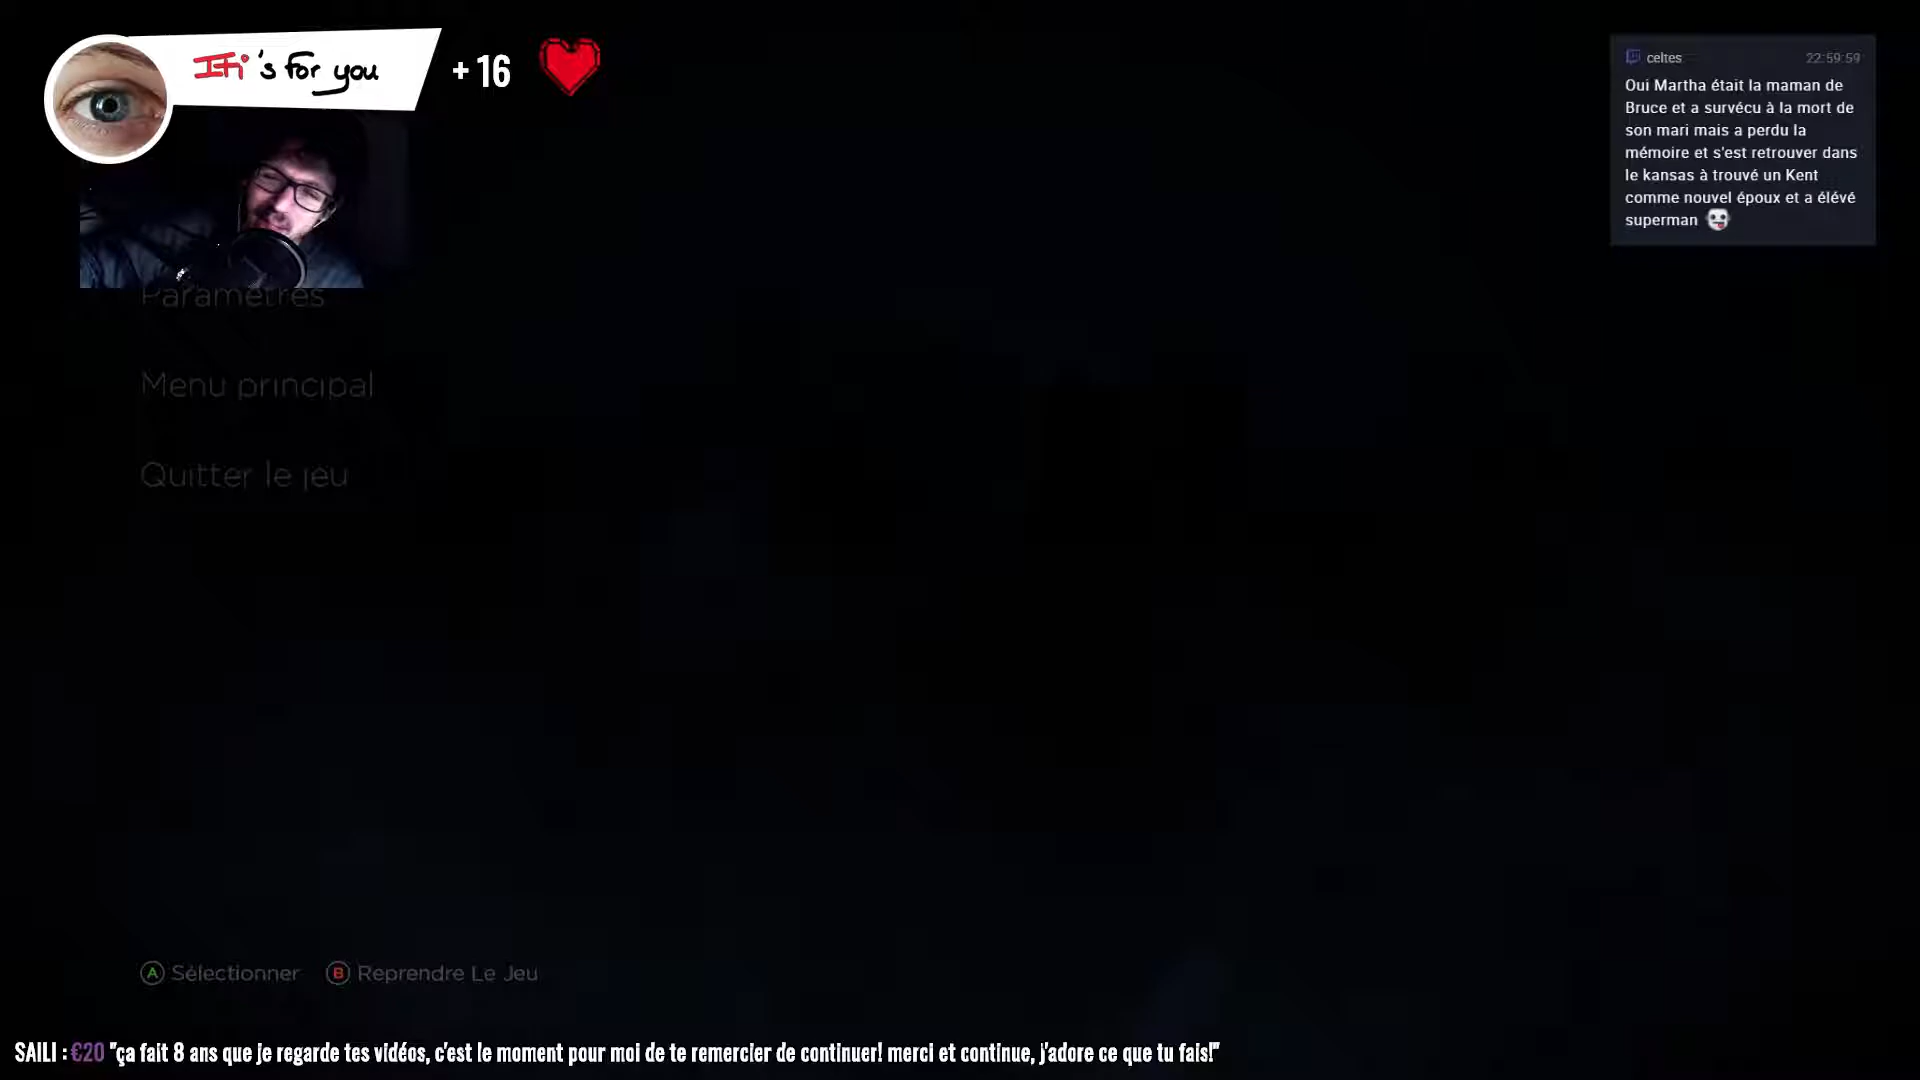 Iti's for you
+16
celtes 22:59:59
Oui Martha était la maman de
Bruce et a survécu à la mort de
son mari mais a perdu la
mémoire et s'est retrouver dans
le kansas à trouvé un Kent
comme nouvel époux et a élévé
superman
Paramètres
Menu principal
Quitter le jeu
A Sélectionner B Reprendre Le Jeu
SAILI : €20 "ça fait 8 ans que je regarde tes vidéos, c'est le moment pour moi de te remercier de continuer! merci et continue, j'adore ce que tu fais!"